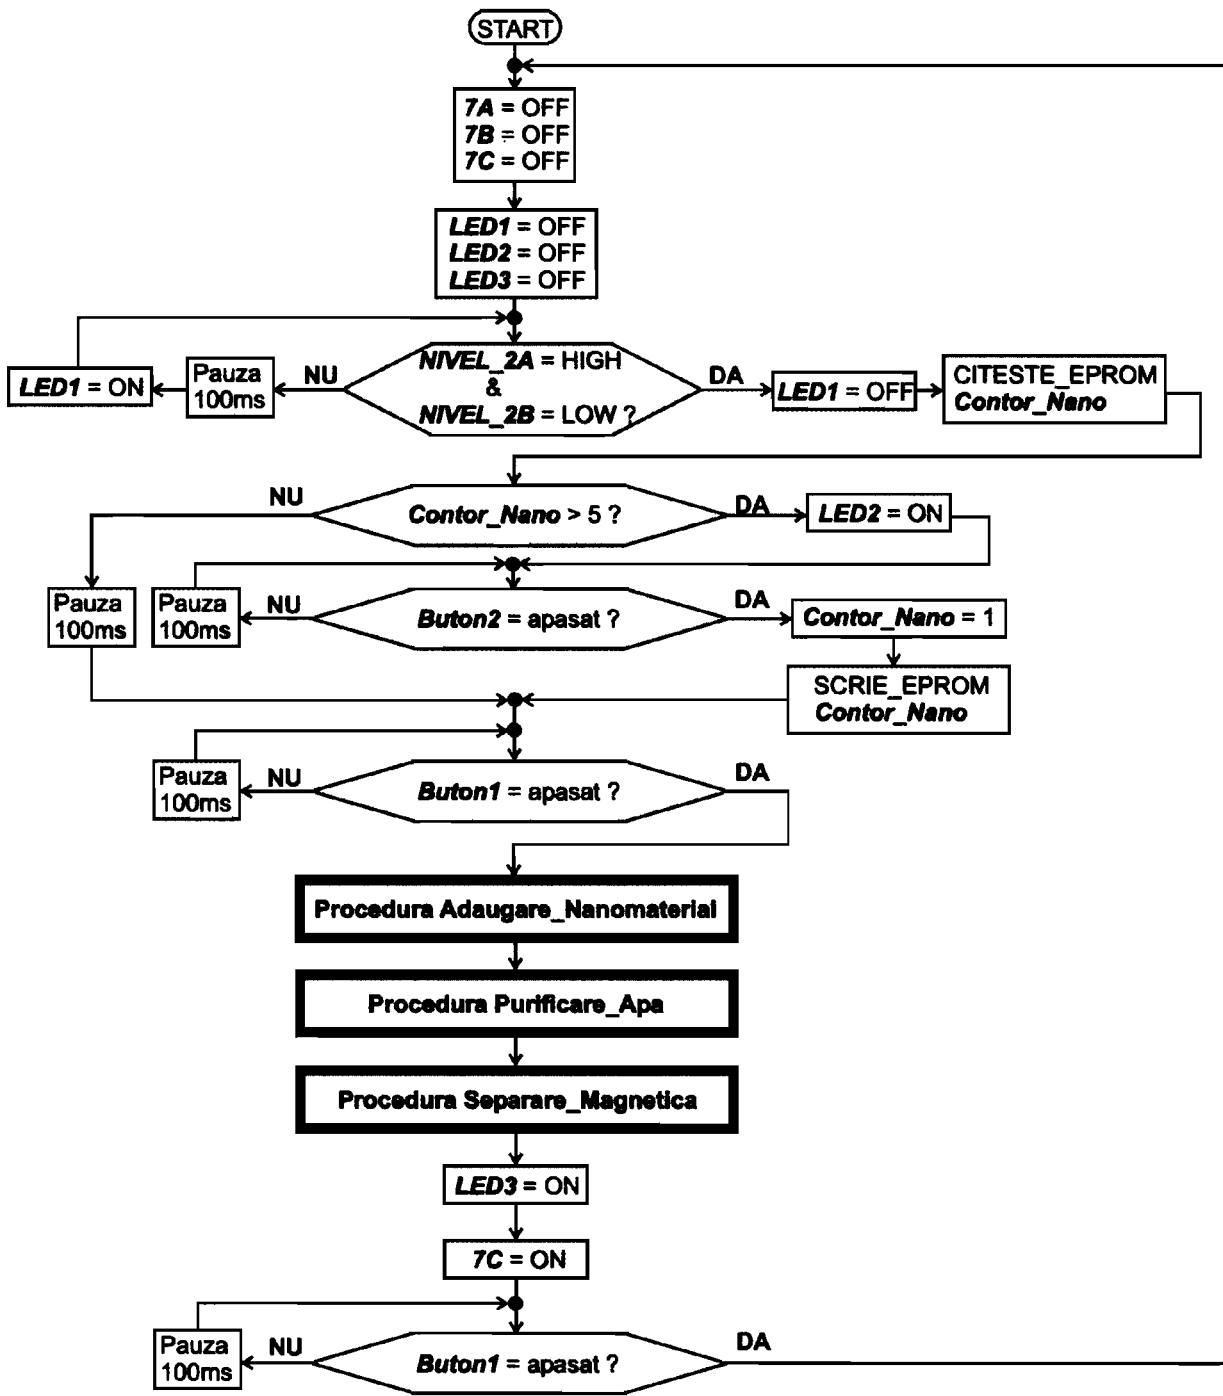 START
7A = OFF
7B = OFF
7C = OFF
LED1 = OFF
LED2 = OFF
LED3 = OFF
NIVEL_2A = HIGH
&
NIVEL_2B = LOW ?
NU
Pauza
100ms
LED1 = ON
DA
LED1 = OFF
CITESTE_EPROM
Contor_Nano
NU
Contor_Nano > 5 ?
DA
LED2 = ON
Pauza
100ms
Pauza
100ms
NU
Buton2 = apasat ?
DA
Contor_Nano = 1
SCRIE_EPROM
Contor_Nano
Pauza
100ms
NU
Buton1 = apasat ?
DA
Procedura Adaugare_Nanomaterial
Procedura Purificare_Apa
Procedura Separare_Magnetica
LED3 = ON
7C = ON
Pauza
100ms
NU
Buton1 = apasat ?
DA